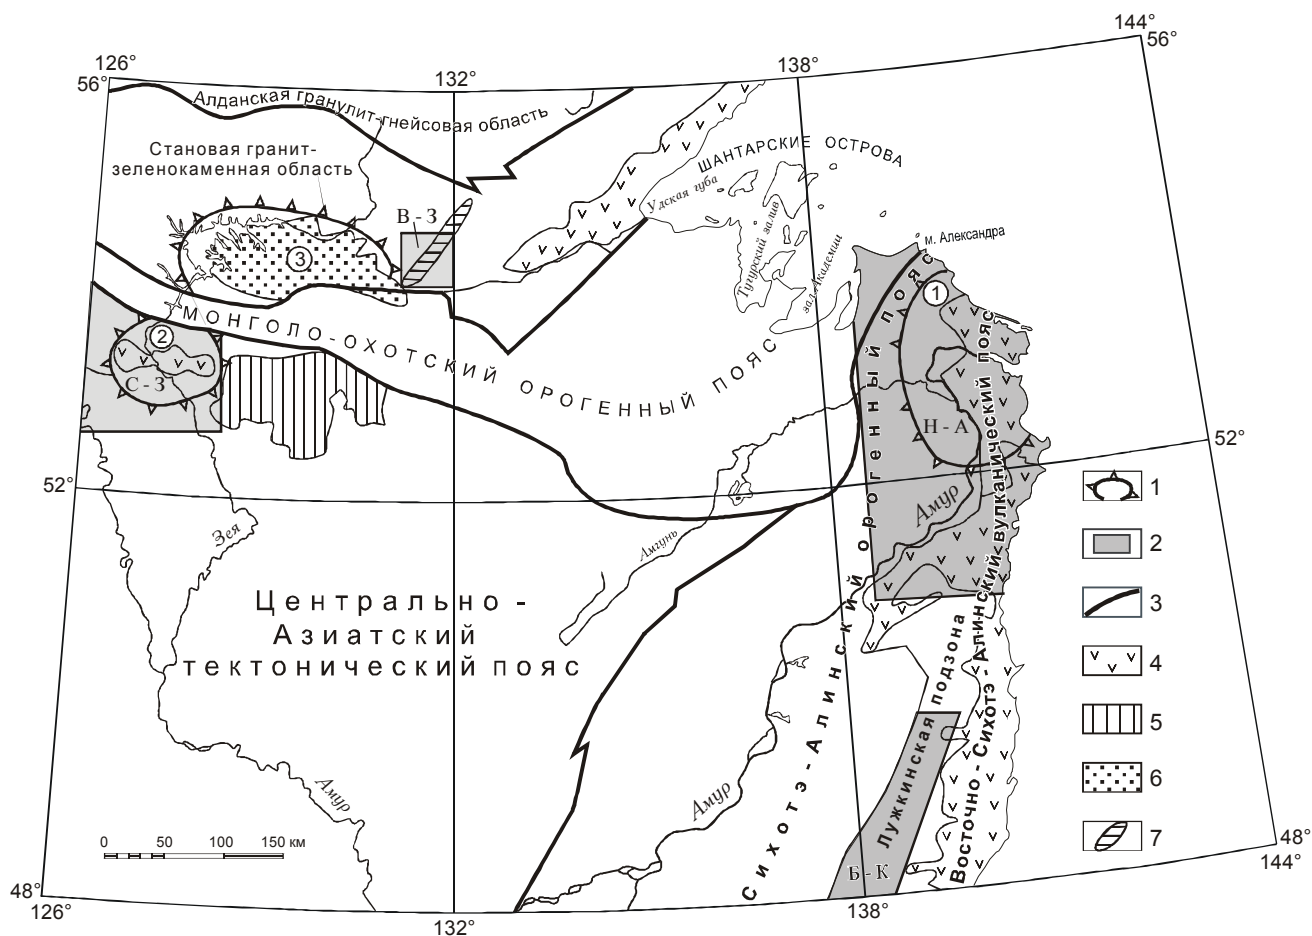 144°
56°
126°
56°
132°
138°
Алданская гранулит-гнейсовая область
Становая гранит-
зеленокаменная область
ШАНТАРСКИЕ ОСТРОВА
Удская губа
Тугурский залив
зал. Академии
м. Александра
В-З
3
1
2
С-З
МОНГОЛО-ОХОТСКИЙ ОРОГЕННЫЙ ПОЯС
Н-А
52°
52°
Амур
Зея
Амгунь
Центрально-
Азиатский
тектонический пояс
Сихотэ-Алинский орогенный пояс
Восточно-Сихотэ-Алинский вулканический пояс
Лужкинская подзона
Амур
Амур
Б-К
1
2
3
4
5
6
7
0 50 100 150 км
48°
126°
132°
138°
48°
144°